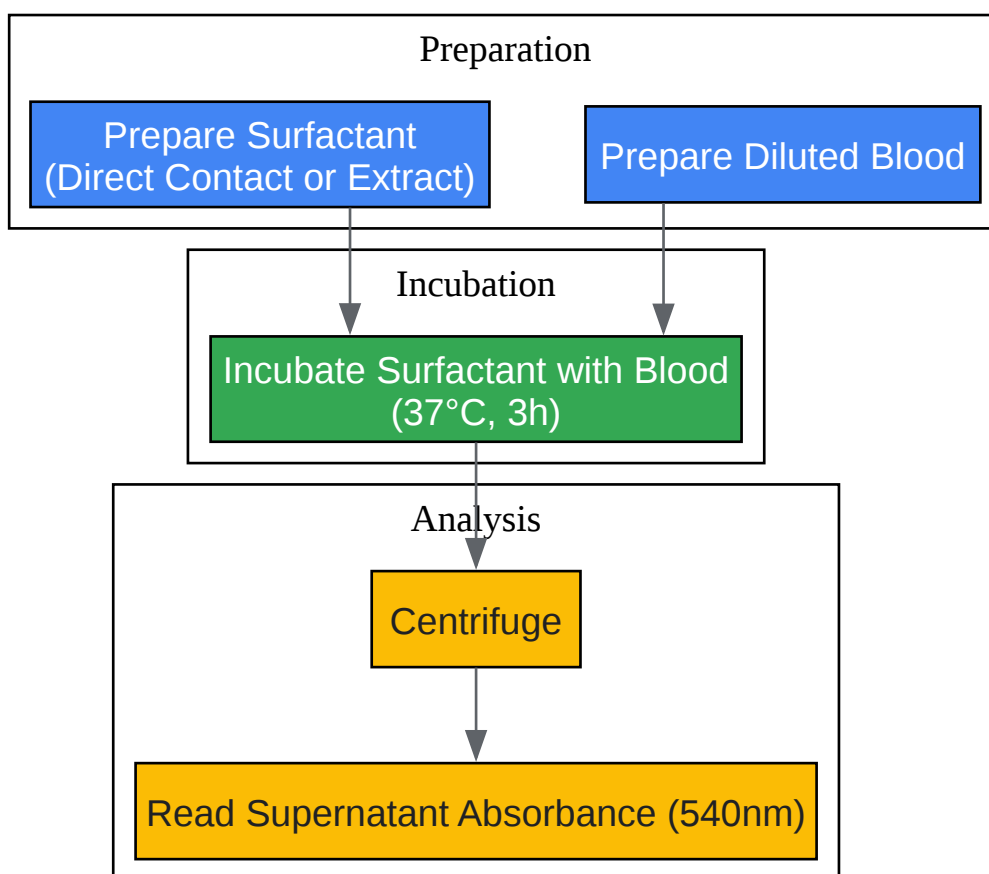 Preparation
Prepare Surfactant
(Direct Contact or Extract)
Prepare Diluted Blood
Incubation
Incubate Surfactant with Blood
(37°C, 3h)
Analysis
Centrifuge
Read Supernatant Absorbance (540nm)